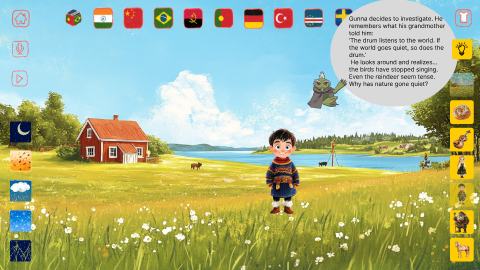 Gunna decides to investigate. He
remembers what his grandmother
told him:
'The drum listens to the world. If
the world goes quiet, so does the
drum.'
He looks around and realizes...
the birds have stopped singing.
Even the reindeer seem tense.
Why has nature gone quiet?